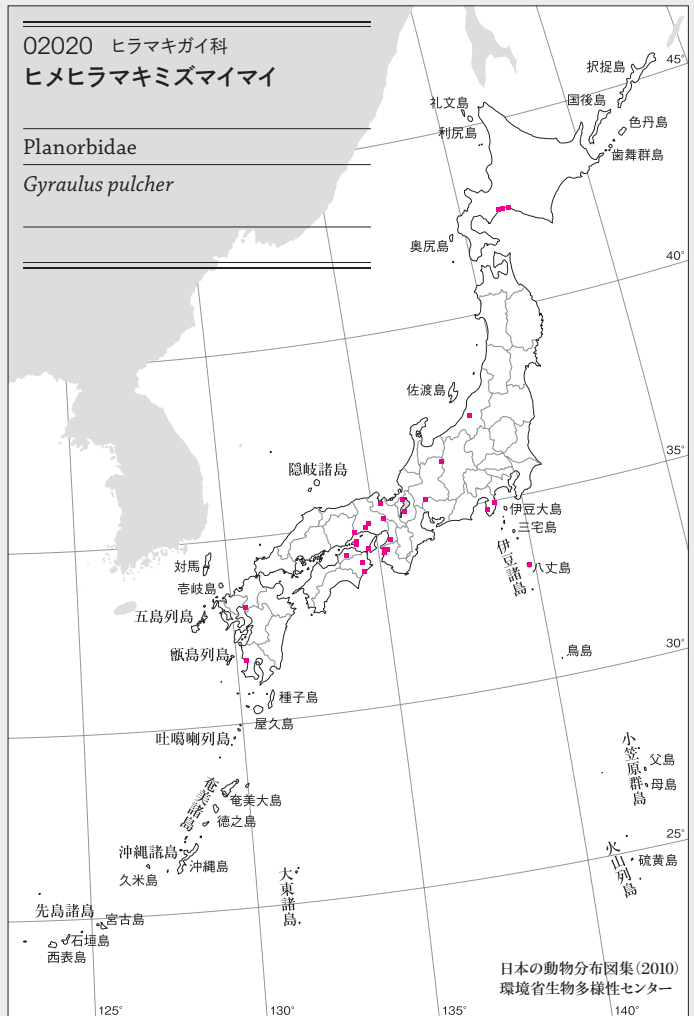 02020 ヒラマキガイ科
ヒメヒラマキミズマイマイ
Planorbidae
Gyraulus pulcher
択捉島
45°
礼文島
国後島
利尻島
色丹島
歯舞群島
奥尻島
40°
佐渡島
35°
隠岐諸島
伊豆大島
三宅島
伊豆諸島
対馬
八丈島
壱岐島
五島列島
鳥島
30°
甑島列島
種子島
屋久島
吐噶喇列島
小笠原群島
父島
母島
奄美諸島
奄美大島
徳之島
25°
沖縄諸島
沖縄島
火山列島
硫黄島
久米島
大東諸島
先島諸島
宮古島
石垣島
西表島
日本の動物分布図集(2010)
環境省生物多様性センター
125°
130°
135°
140°